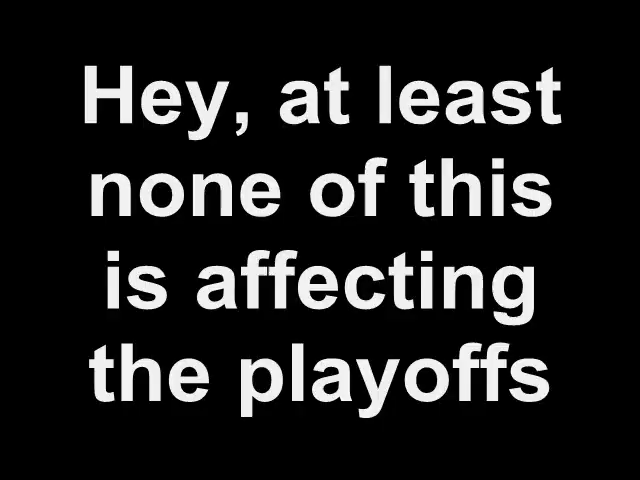 Hey, at least
none of this
is affecting
the playoffs